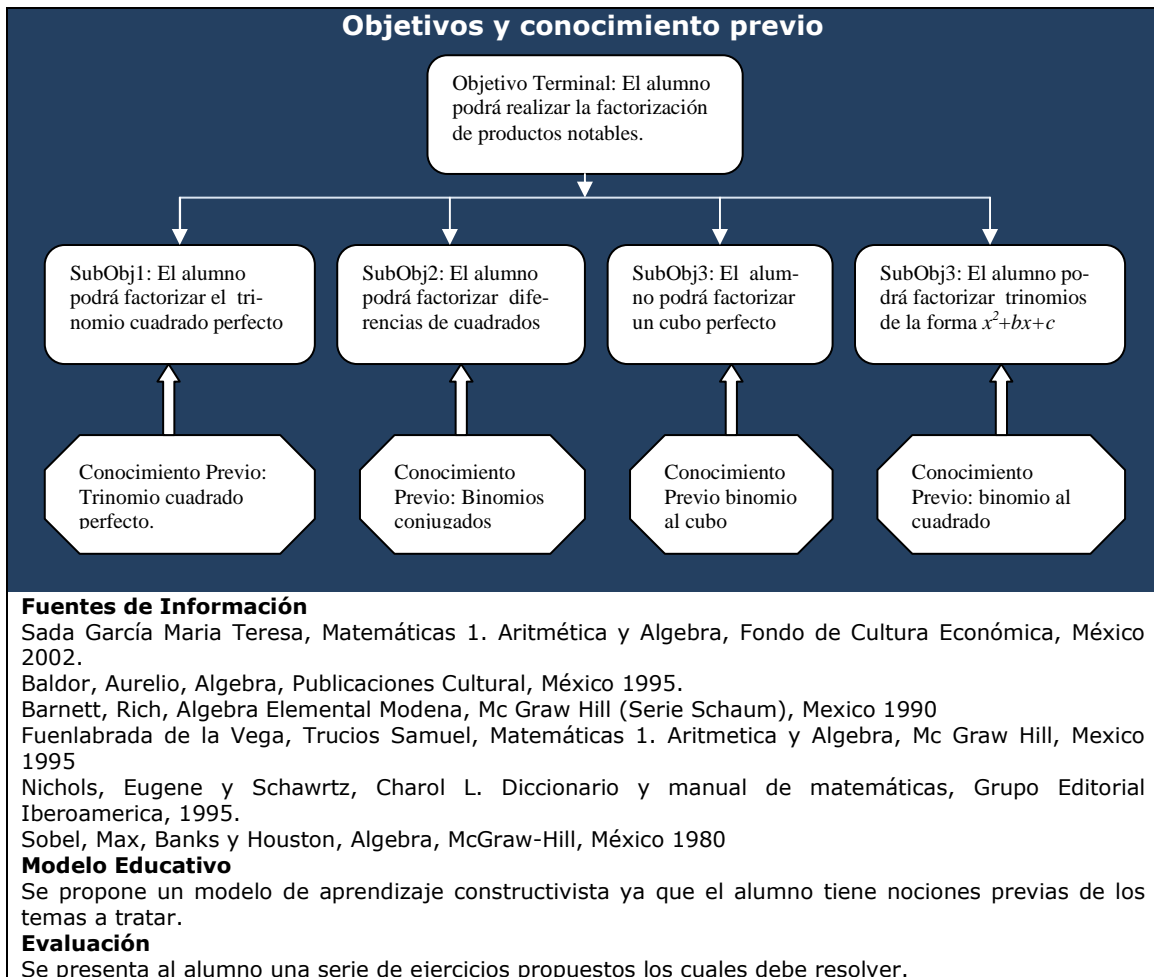 Objetivos y conocimiento previo
Objetivo Terminal: El alumno
podrá realizar la factorización
de productos notables.
SubObj1: El alumno
podrá factorizar el tri-
nomio cuadrado perfecto
SubObj2: El alumno
podrá factorizar dife-
rencias de cuadrados
SubObj3: El alum-
no podrá factorizar
un cubo perfecto
SubObj3: El alumno po-
drá factorizar trinomios
de la forma x²+bx+c
Conocimiento Previo:
Trinomio cuadrado
perfecto.
Conocimiento
Previo: Binomios
conjugados
Conocimiento
Previo binomio
al cubo
Conocimiento
Previo: binomio al
cuadrado
Fuentes de Información
Sada García Maria Teresa, Matemáticas 1. Aritmética y Algebra, Fondo de Cultura Económica, México
2002.
Baldor, Aurelio, Algebra, Publicaciones Cultural, México 1995.
Barnett, Rich, Algebra Elemental Modena, Mc Graw Hill (Serie Schaum), Mexico 1990
Fuenlabrada de la Vega, Trucios Samuel, Matemáticas 1. Aritmetica y Algebra, Mc Graw Hill, Mexico
1995
Nichols, Eugene y Schawrtz, Charol L. Diccionario y manual de matemáticas, Grupo Editorial
Iberoamerica, 1995.
Sobel, Max, Banks y Houston, Algebra, McGraw-Hill, México 1980
Modelo Educativo
Se propone un modelo de aprendizaje constructivista ya que el alumno tiene nociones previas de los
temas a tratar.
Evaluación
Se presenta al alumno una serie de ejercicios propuestos los cuales debe resolver.